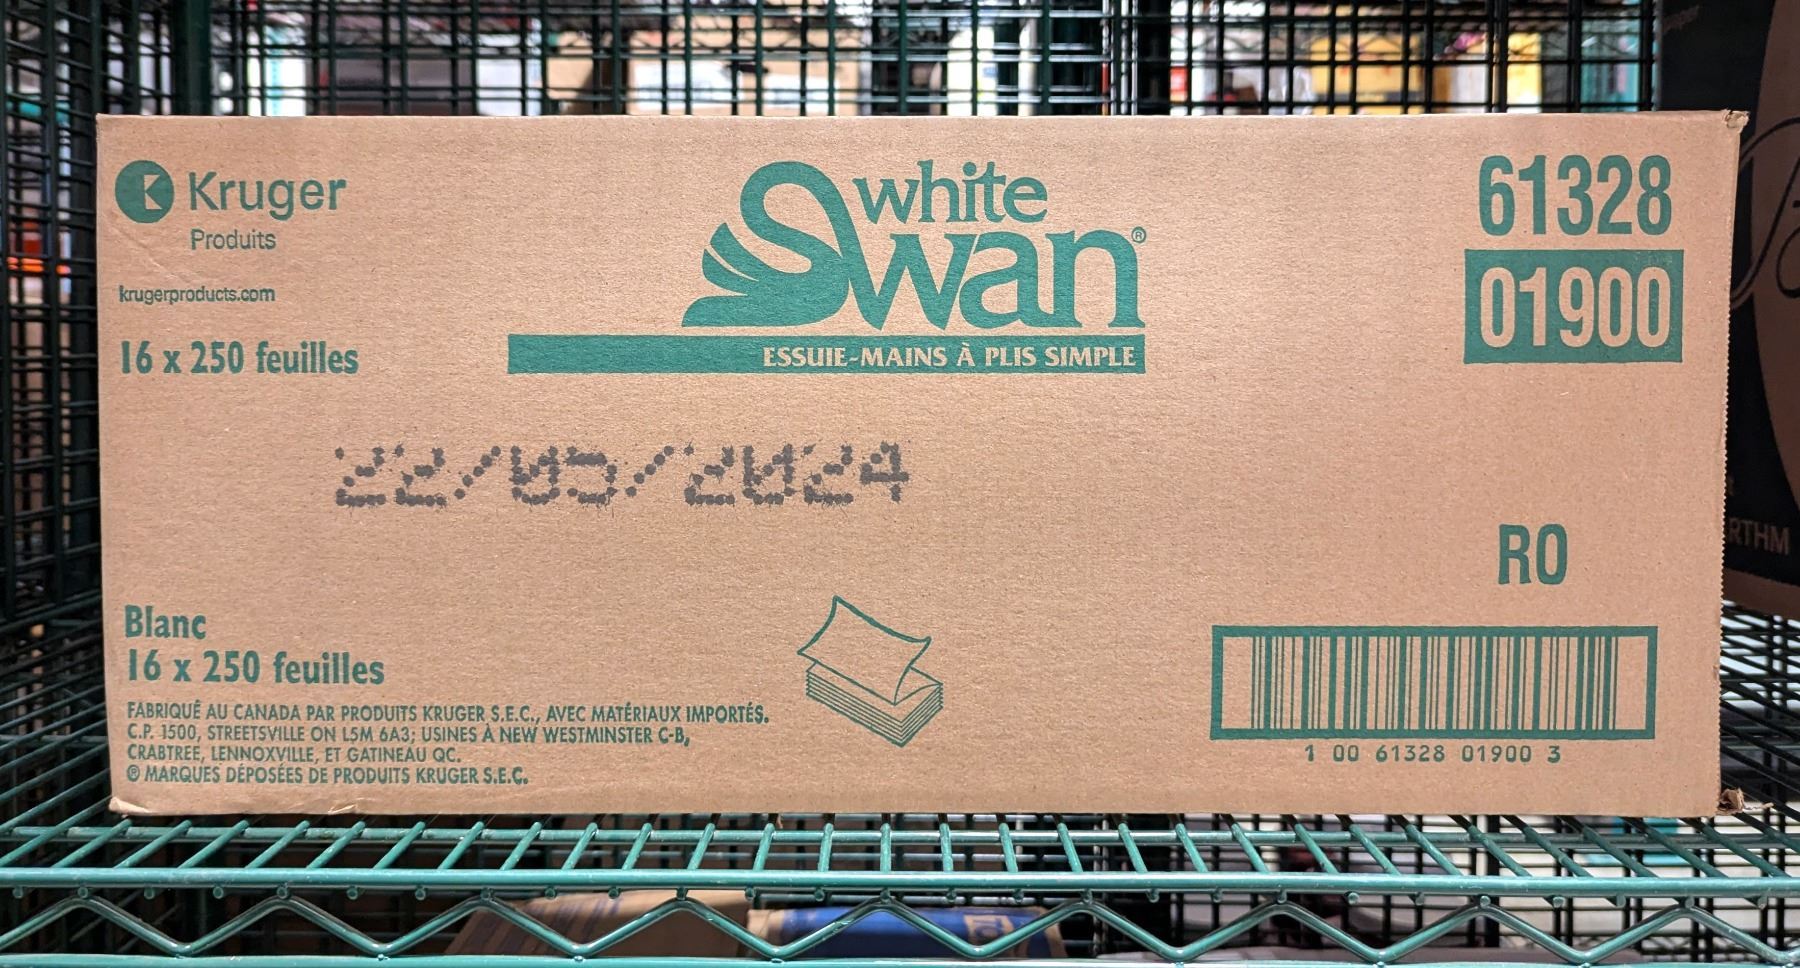 Kruger
Produits
krugerproducts.com
16 x 250 feuilles
white
Swan®
ESSUIE-MAINS À PLIS SIMPLE
61328
01900
22/05/2024
RO
RTHM
Blanc
16 x 250 feuilles
FABRIQUÉ AU CANADA PAR PRODUITS KRUGER S.E.C., AVEC MATÉRIAUX IMPORTÉS.
C.P. 1500, STREETSVILLE ON L5M 6A3; USINES À NEW WESTMINSTER C-B,
CRABTREE, LENNOXVILLE, ET GATINEAU QC.
® MARQUES DÉPOSÉES DE PRODUITS KRUGER S.E.C.
1 00 61328 01900 3